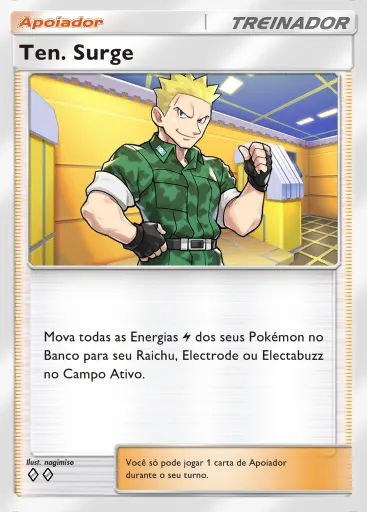 Apoiador
TREINADOR
Ten. Surge
Mova todas as Energias dos seus Pokémon no
Banco para seu Raichu, Electrode ou Electabuzz
no Campo Ativo.
Ilust. nagimiso
Você só pode jogar 1 carta de Apoiador
durante o seu turno.